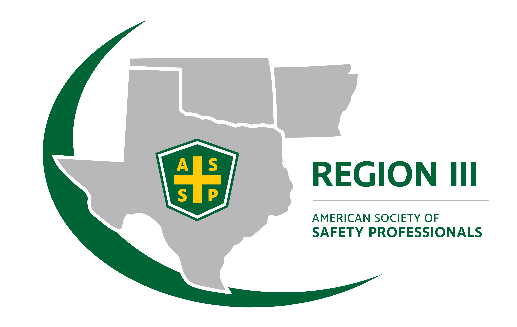 A S
S P
REGION III
AMERICAN SOCIETY OF
SAFETY PROFESSIONALS